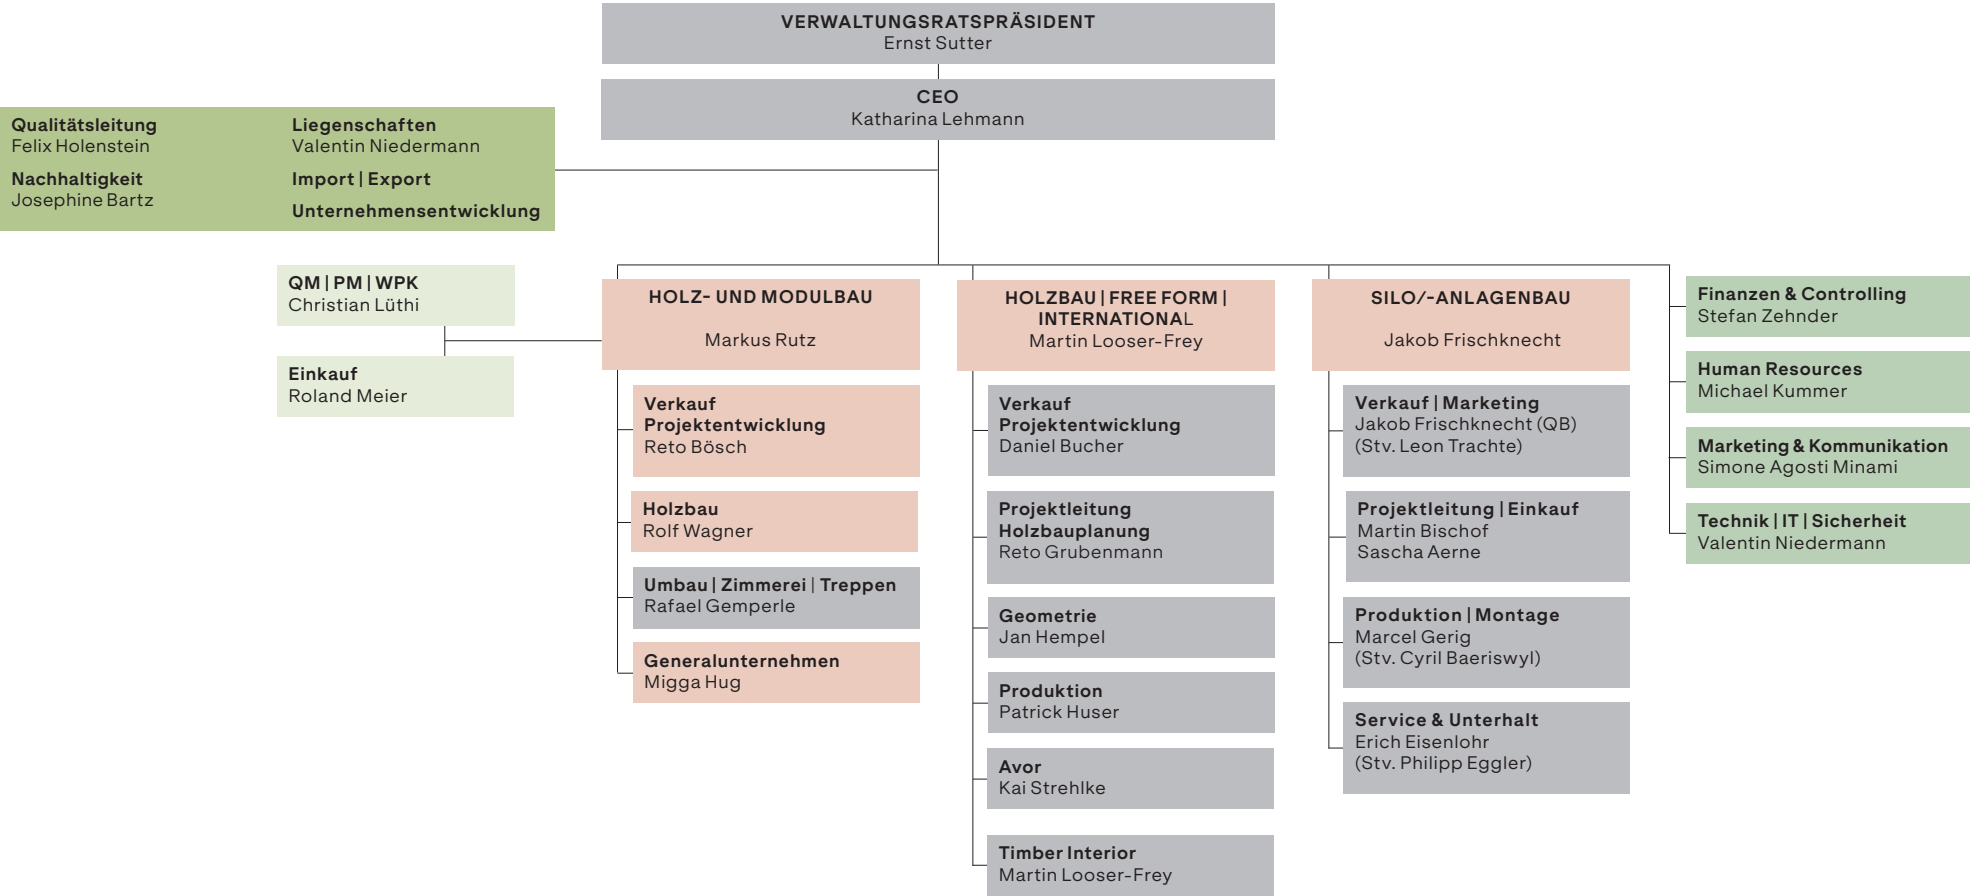 VERWALTUNGSRATSPRÄSIDENT
Ernst Sutter
CEO
Katharina Lehmann
Qualitätsleitung
Felix Holenstein
Nachhaltigkeit
Josephine Bartz
Liegenschaften
Valentin Niedermann
Import | Export
Unternehmensentwicklung
QM | PM | WPK
Christian Lüthi
Einkauf
Roland Meier
HOLZ- UND MODULBAU
Markus Rutz
Verkauf
Projektentwicklung
Reto Bösch
Holzbau
Rolf Wagner
Umbau | Zimmerei | Treppen
Rafael Gemperle
Generalunternehmen
Migga Hug
HOLZBAU | FREE FORM |
INTERNATIONAL
Martin Looser-Frey
Verkauf
Projektentwicklung
Daniel Bucher
Projektleitung
Holzbauplanung
Reto Grubenmann
Geometrie
Jan Hempel
Produktion
Patrick Huser
Avor
Kai Strehlke
Timber Interior
Martin Looser-Frey
SILO/-ANLAGENBAU
Jakob Frischknecht
Verkauf | Marketing
Jakob Frischknecht (QB)
(Stv. Leon Trachte)
Projektleitung | Einkauf
Martin Bischof
Sascha Aerne
Produktion | Montage
Marcel Gerig
(Stv. Cyril Baeriswyl)
Service & Unterhalt
Erich Eisenlohr
(Stv. Philipp Eggler)
Finanzen & Controlling
Stefan Zehnder
Human Resources
Michael Kummer
Marketing & Kommunikation
Simone Agosti Minami
Technik | IT | Sicherheit
Valentin Niedermann